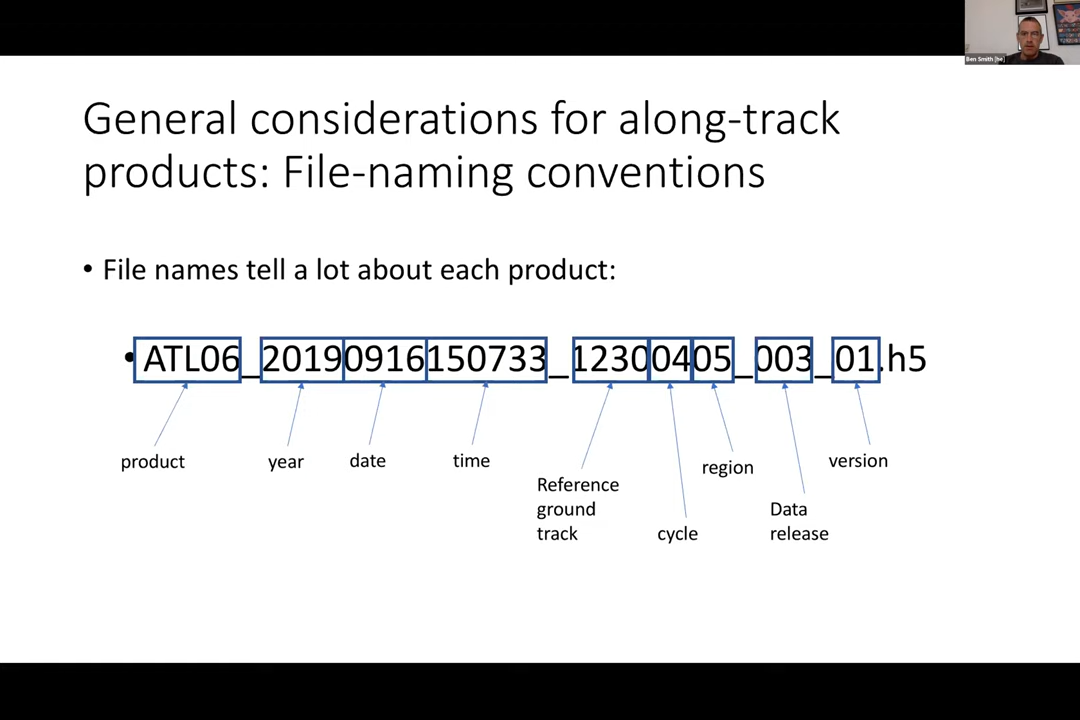 Ben Smith [he]
General considerations for along-track
products: File-naming conventions
• File names tell a lot about each product:
• ATL06_20190916150733_12300405_003_01.h5
product
year
date
time
Reference
ground
track
cycle
region
Data
release
version